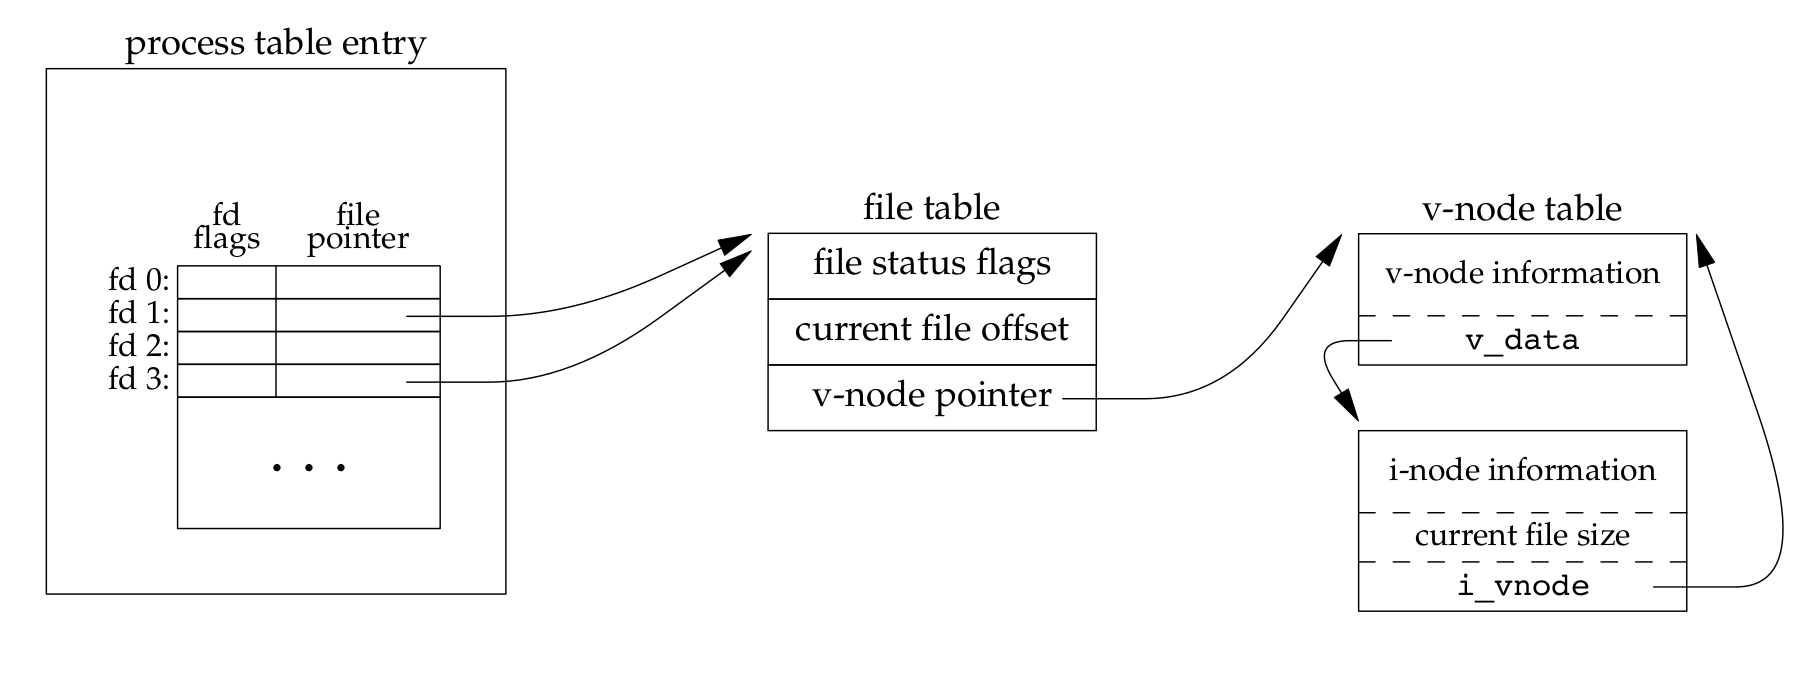 process table entry
fd
flags
file
pointer
fd 0:
fd 1:
fd 2:
fd 3:
. . .
file table
file status flags
current file offset
v-node pointer
v-node table
v-node information
v_data
i-node information
current file size
i_vnode